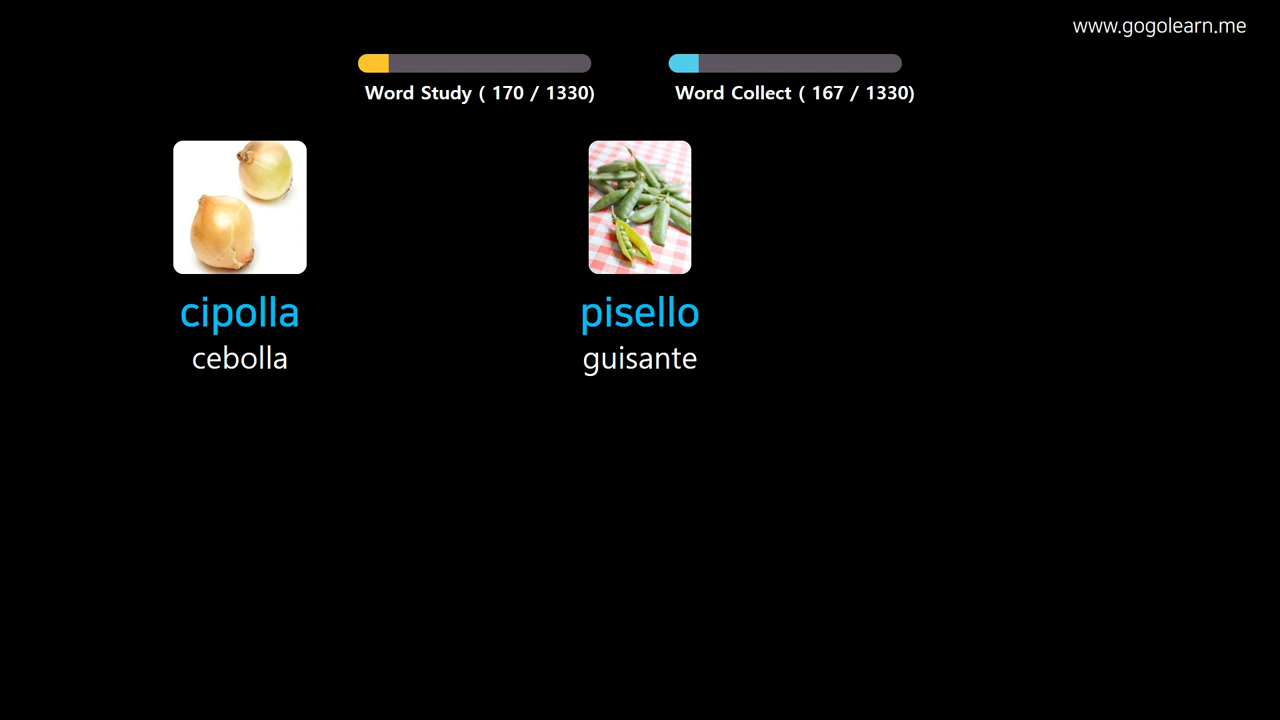 www.gogolearn.me
Word Study ( 170 / 1330)
Word Collect ( 167 / 1330)
cipolla
cebolla
pisello
guisante